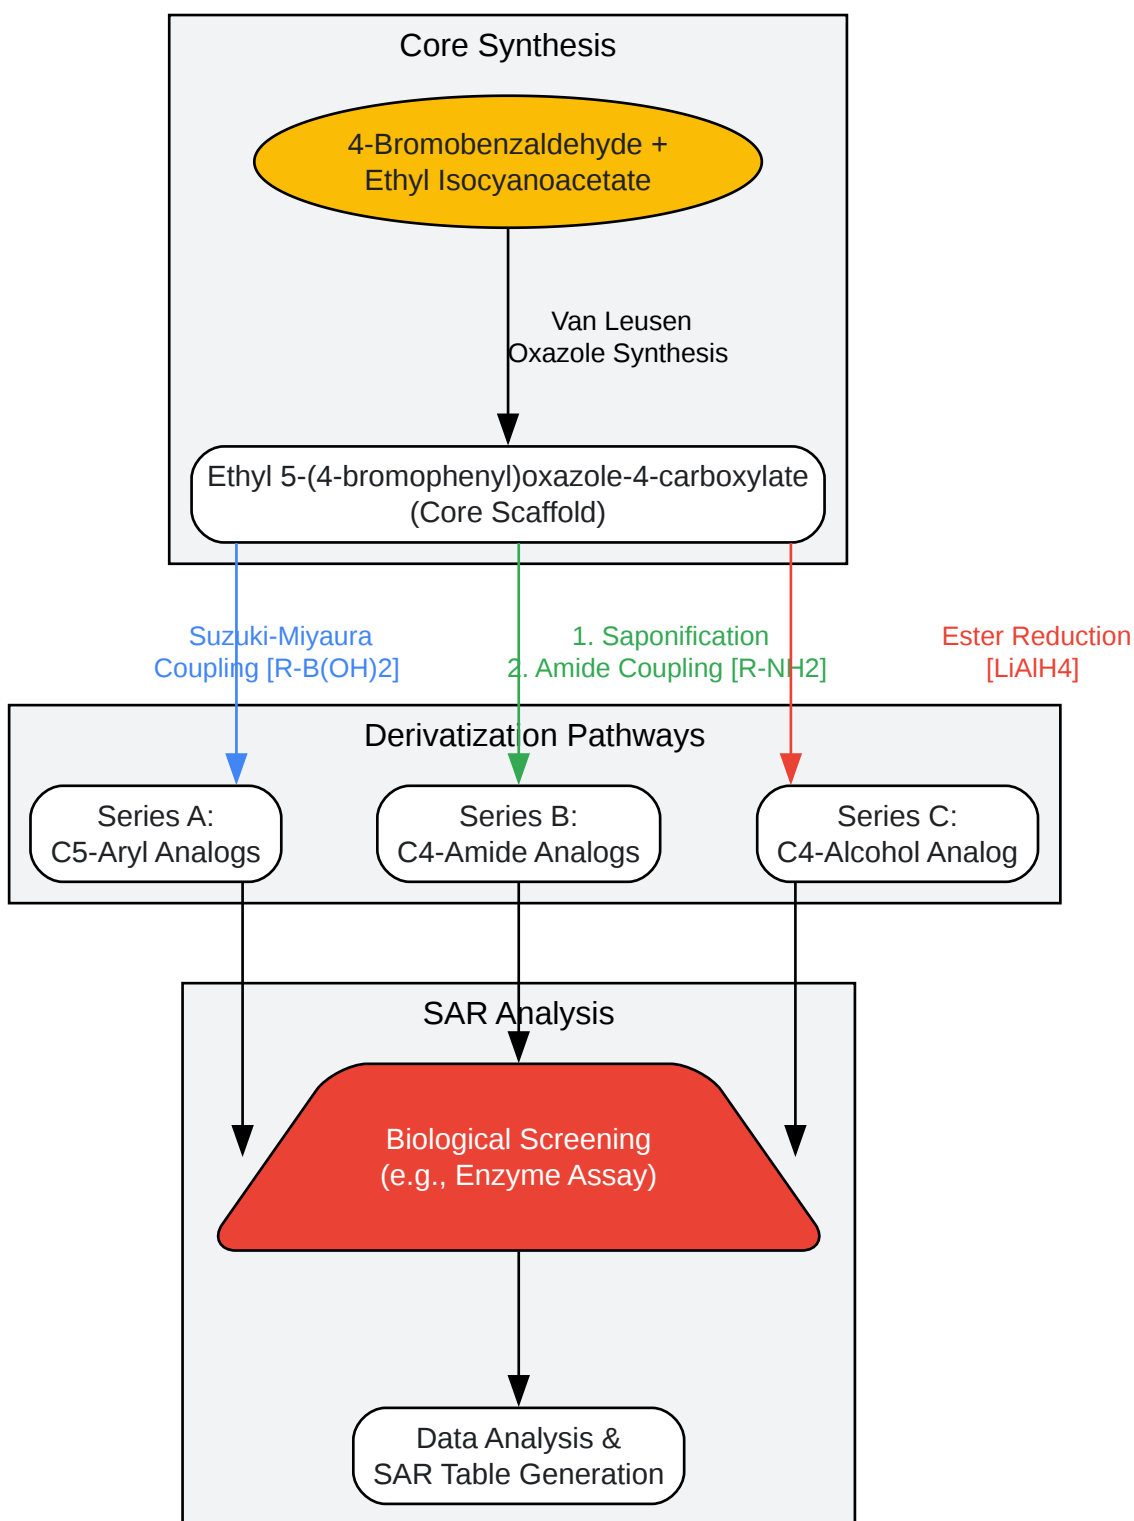 Core Synthesis
4-Bromobenzaldehyde +
Ethyl Isocyanoacetate
Van Leusen
Oxazole Synthesis
Ethyl 5-(4-bromophenyl)oxazole-4-carboxylate
(Core Scaffold)
Suzuki-Miyaura
Coupling [R-B(OH)2]
1. Saponification
2. Amide Coupling [R-NH2]
Ester Reduction
[LiAlH4]
Derivatization Pathways
Series A:
C5-Aryl Analogs
Series B:
C4-Amide Analogs
Series C:
C4-Alcohol Analog
SAR Analysis
Biological Screening
(e.g., Enzyme Assay)
Data Analysis &
SAR Table Generation